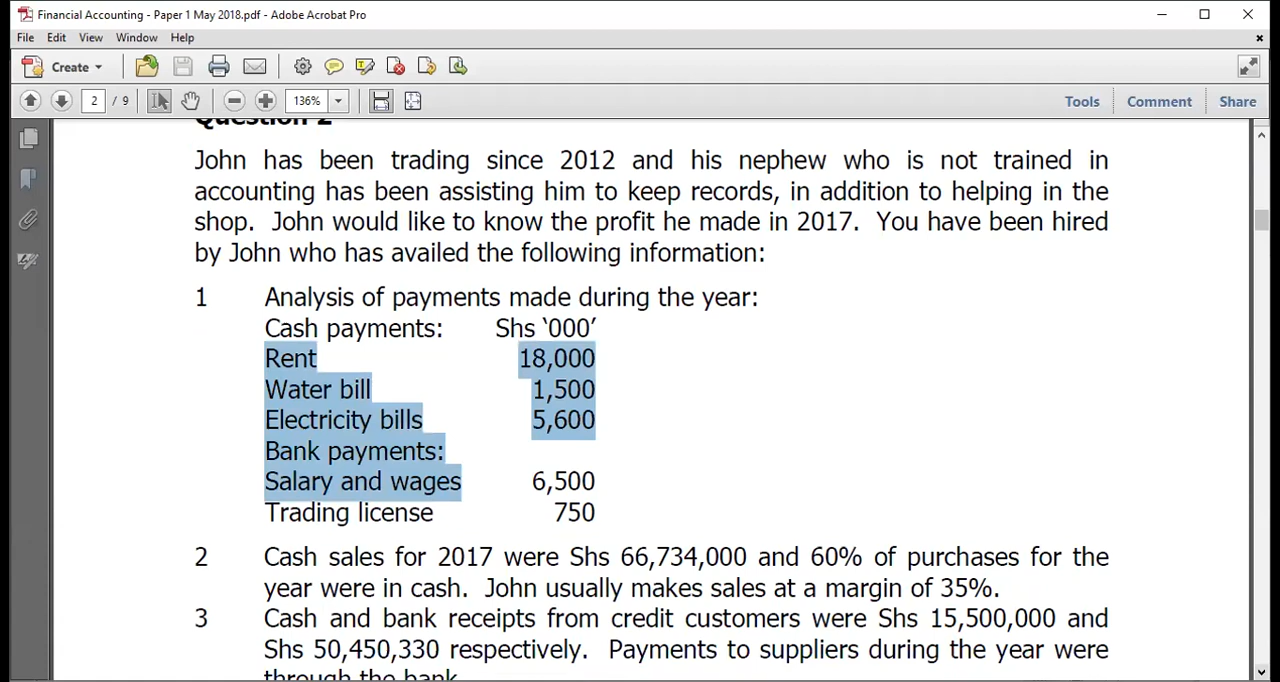 Financial Accounting - Paper 1 May 2018.pdf - Adobe Acrobat Pro
File Edit View Window Help
Create
2 / 9 136% Tools Comment Share
Question 2
John has been trading since 2012 and his nephew who is not trained in
accounting has been assisting him to keep records, in addition to helping in the
shop. John would like to know the profit he made in 2017. You have been hired
by John who has availed the following information:
1 Analysis of payments made during the year:
Cash payments: Shs ‘000’
Rent 18,000
Water bill 1,500
Electricity bills 5,600
Bank payments:
Salary and wages 6,500
Trading license 750
2 Cash sales for 2017 were Shs 66,734,000 and 60% of purchases for the
year were in cash. John usually makes sales at a margin of 35%.
3 Cash and bank receipts from credit customers were Shs 15,500,000 and
Shs 50,450,330 respectively. Payments to suppliers during the year were
through the bank